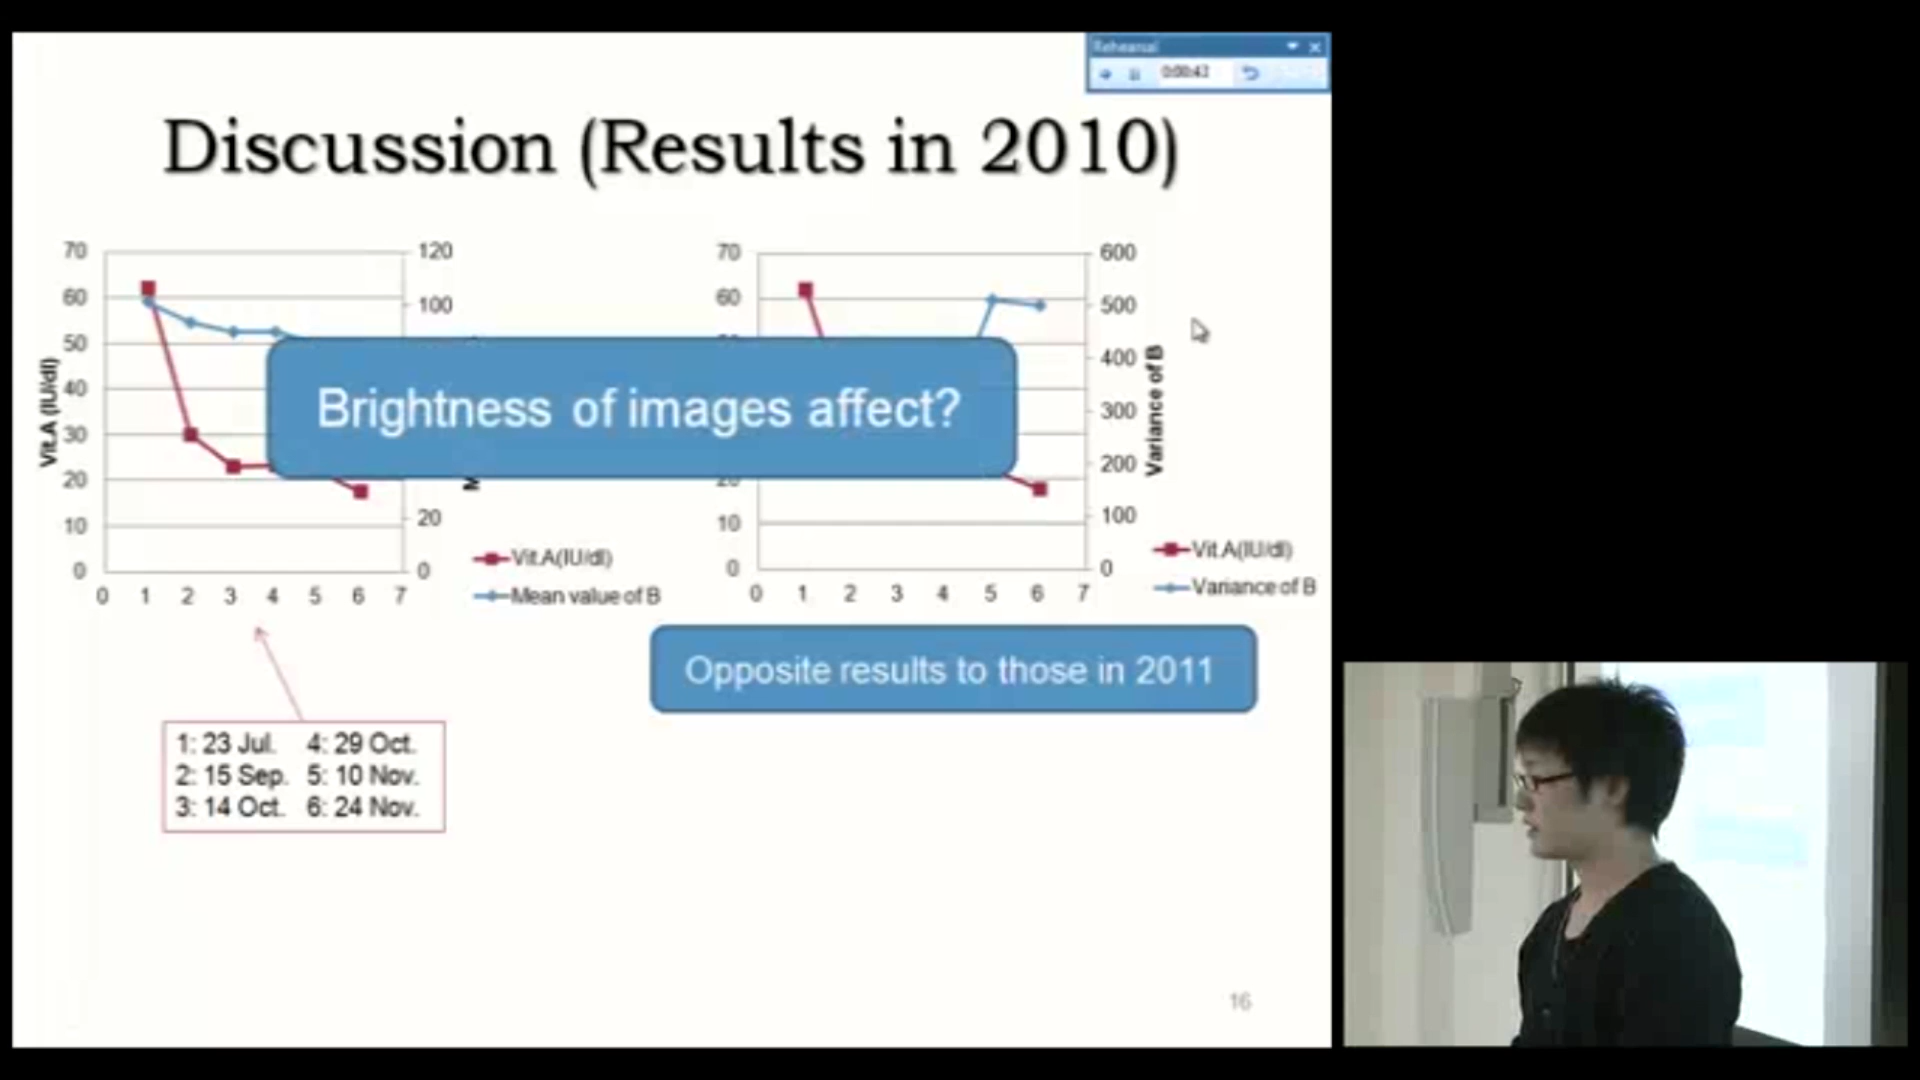 Rehearsal
0:00:43
Discussion (Results in 2010)
70
60
50
40
30
20
10
0
Vit.A (IU/dl)
120
100
20
0
0 1 2 3 4 5 6 7
Vit.A(IU/dl)
Mean value of B
70
60
10
0
600
500
400
300
200
100
0
Variance of B
0 1 2 3 4 5 6 7
Vit.A(IU/dl)
Variance of B
Brightness of images affect?
Opposite results to those in 2011
1: 23 Jul. 4: 29 Oct.
2: 15 Sep. 5: 10 Nov.
3: 14 Oct. 6: 24 Nov.
16